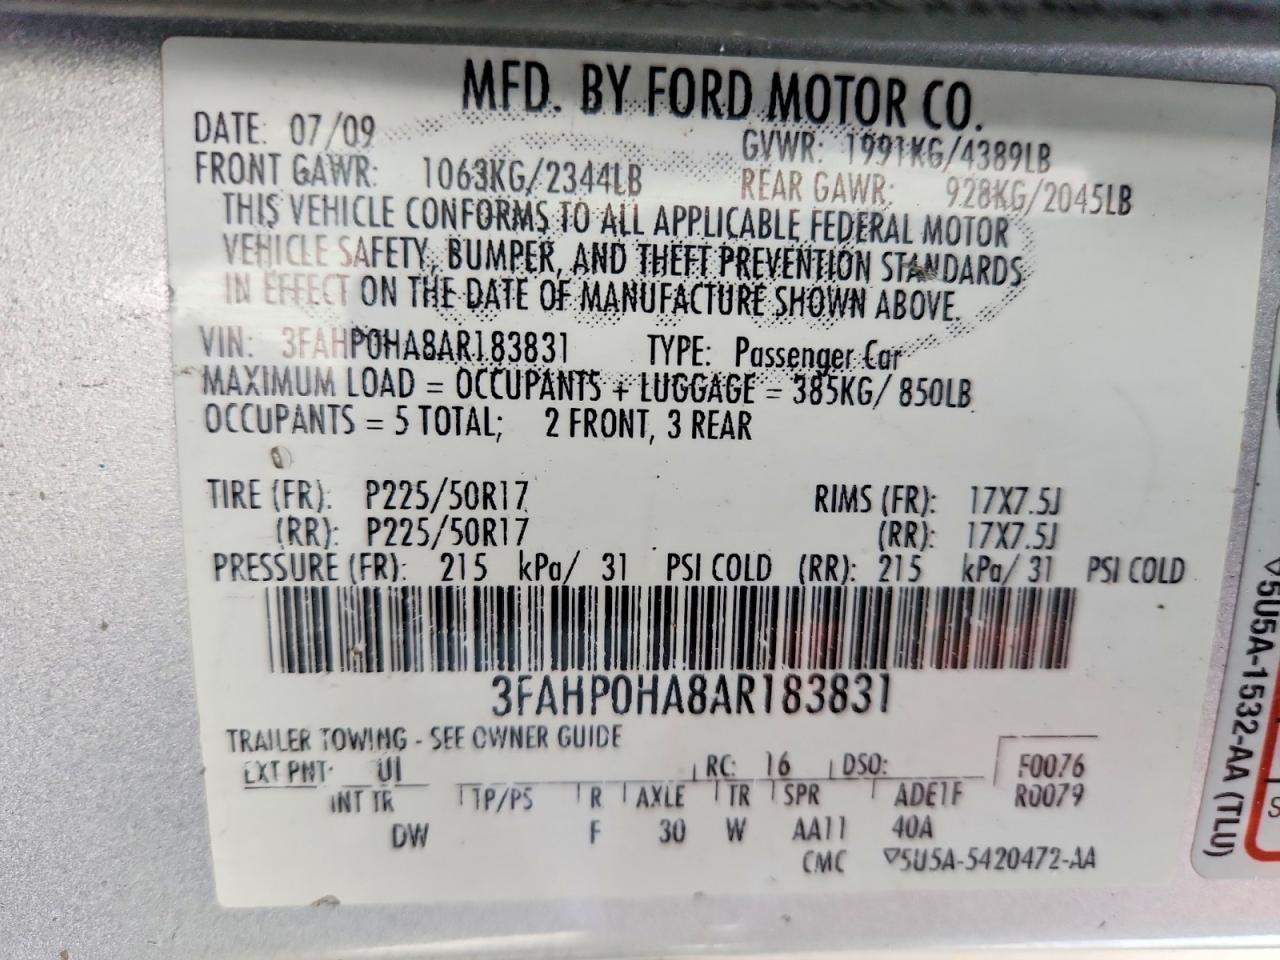 MFD. BY FORD MOTOR CO.
DATE: 07/09 GVWR: 1991KG/4389LB
FRONT GAWR: 1063KG/2344LB REAR GAWR: 928KG/2045LB
THIS VEHICLE CONFORMS TO ALL APPLICABLE FEDERAL MOTOR
VEHICLE SAFETY, BUMPER, AND THEFT PREVENTION STANDARDS
IN EFFECT ON THE DATE OF MANUFACTURE SHOWN ABOVE.
VIN: 3FAHP0HA8AR183831 TYPE: Passenger Car
MAXIMUM LOAD = OCCUPANTS + LUGGAGE = 385KG/ 850LB
OCCUPANTS = 5 TOTAL; 2 FRONT, 3 REAR
TIRE (FR): P225/50R17 RIMS (FR): 17X7.5J
(RR): P225/50R17 (RR): 17X7.5J
PRESSURE (FR): 215 kPa/ 31 PSI COLD (RR): 215 kPa/ 31 PSI COLD
3FAHP0HA8AR183831
TRAILER TOWING - SEE OWNER GUIDE
EXT PNT: UI RC: 16 DSO: F0076
INT TR TP/PS R AXLE TR SPR ADE1F R0079
DW F 30 W AA11 40A
CMC ▽5U5A-5420472-AA
▽5U5A-1532-AA (TLU)
S